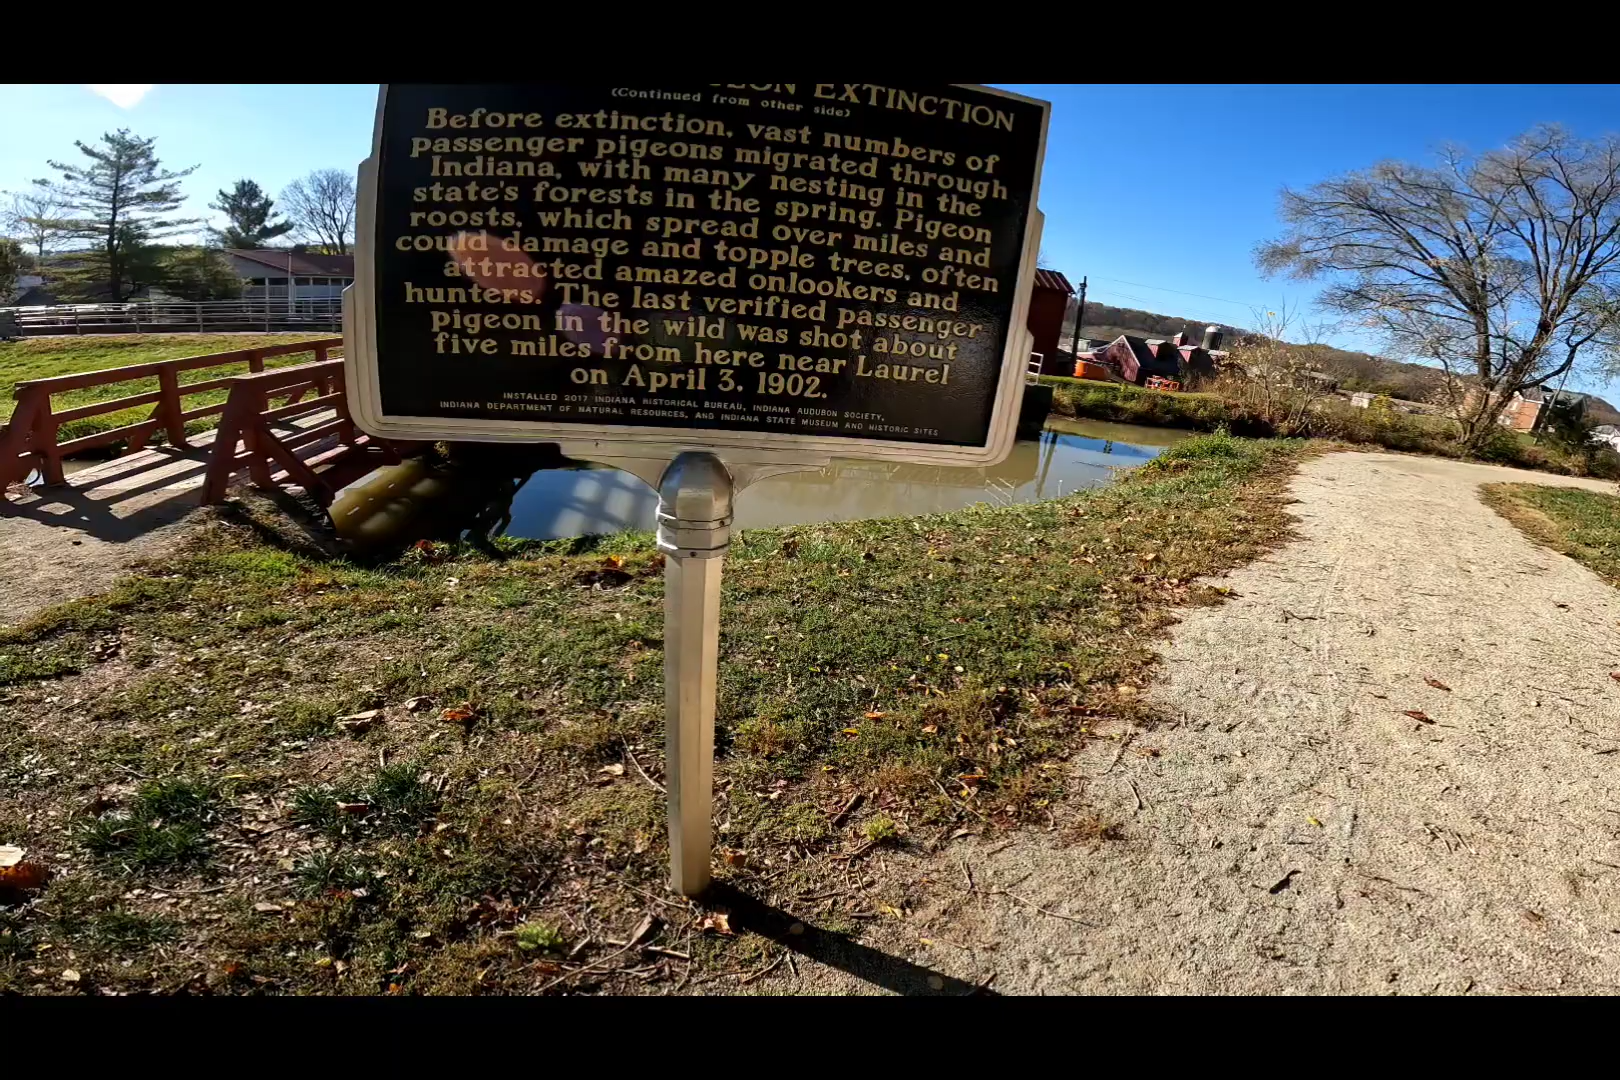 EXTINCTION
(Continued from other side)
Before extinction, vast numbers of
passenger pigeons migrated through
Indiana, with many nesting in the
state's forests in the spring. Pigeon
roosts, which spread over miles and
could damage and topple trees, often
attracted amazed onlookers and
hunters. The last verified passenger
pigeon in the wild was shot about
five miles from here near Laurel
on April 3, 1902.
INSTALLED 2017 INDIANA HISTORICAL BUREAU, INDIANA AUDUBON SOCIETY,
INDIANA DEPARTMENT OF NATURAL RESOURCES, AND INDIANA STATE MUSEUM AND HISTORIC SITES